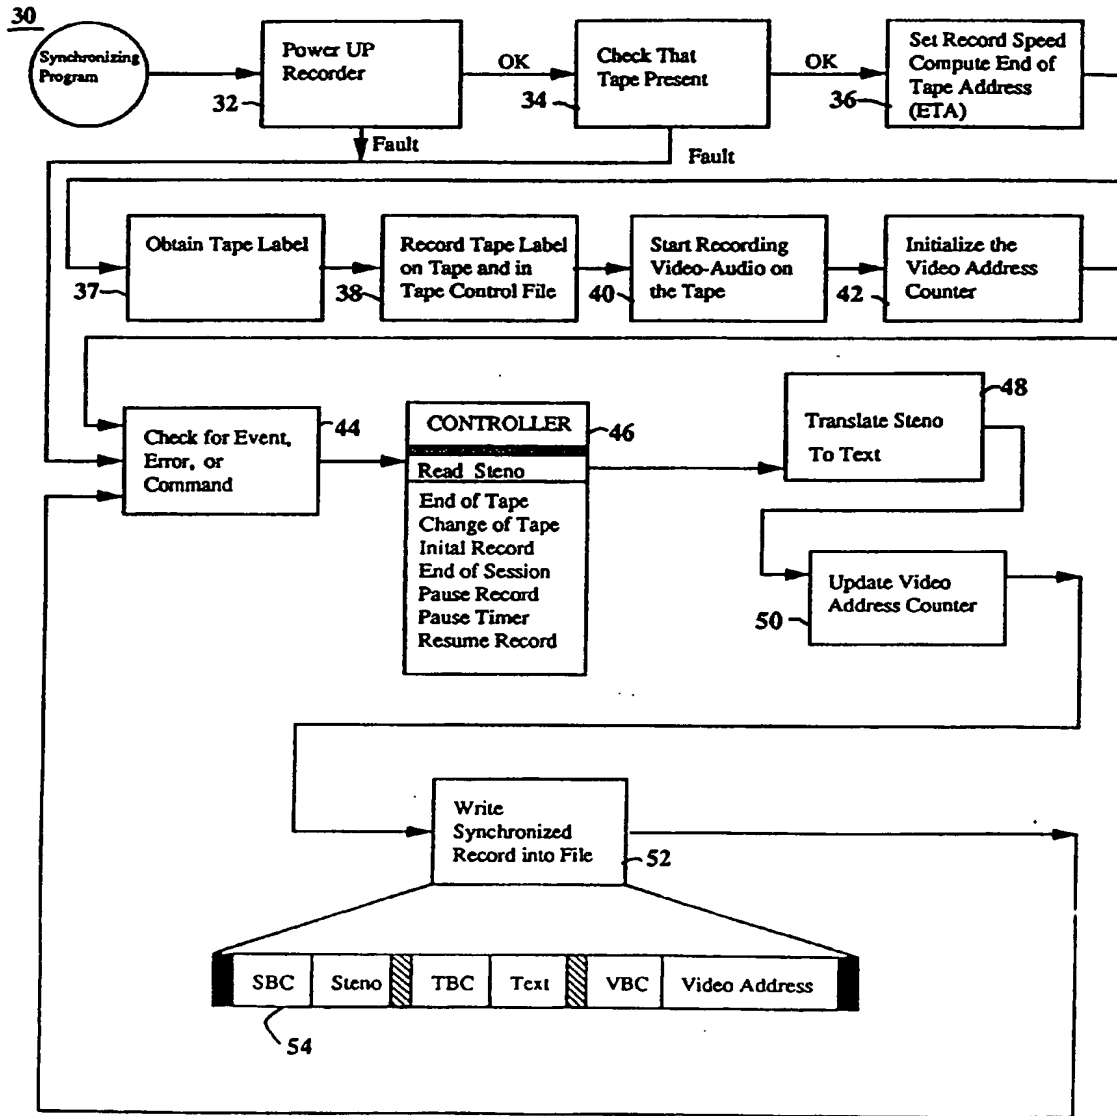 30
Synchronizing
Program
Power UP
Recorder
32
OK
Check That
Tape Present
34
OK
Set Record Speed
Compute End of
Tape Address
(ETA)
36
Fault
Fault
Obtain Tape Label
37
Record Tape Label
on Tape and in
Tape Control File
38
Start Recording
Video-Audio on
the Tape
40
Initialize the
Video Address
Counter
42
Check for Event,
Error, or
Command
44
CONTROLLER
46
Read Steno
End of Tape
Change of Tape
Inital Record
End of Session
Pause Record
Pause Timer
Resume Record
48
Translate Steno
To Text
Update Video
Address Counter
50
Write
Synchronized
Record into File
52
SBC Steno TBC Text VBC Video Address
54